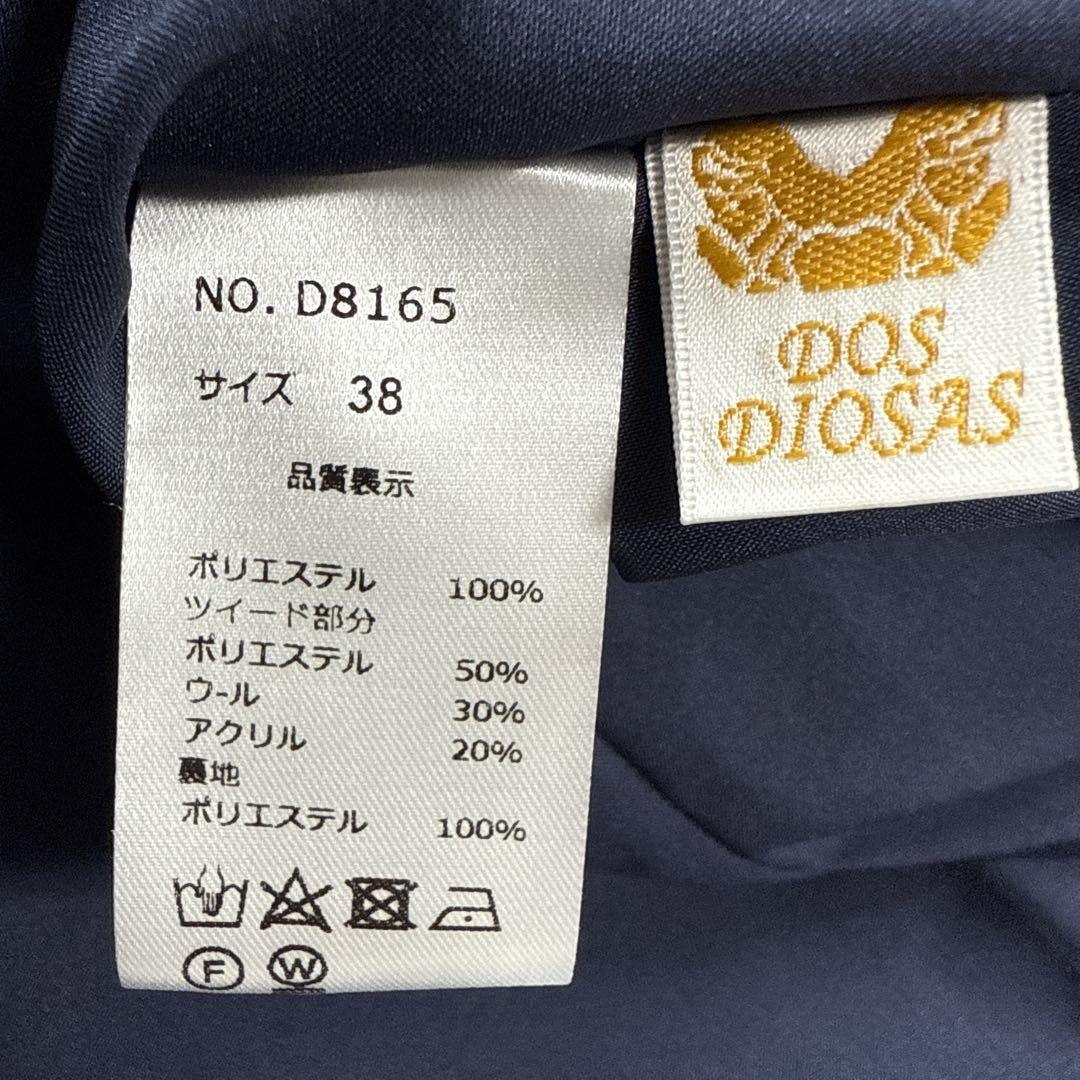 NO. D8165
サイズ 38
品質表示
ポリエステル 100%
ツイード部分
ポリエステル 50%
ウール 30%
アクリル 20%
裏地
ポリエステル 100%
F W
DOS
DIOSAS